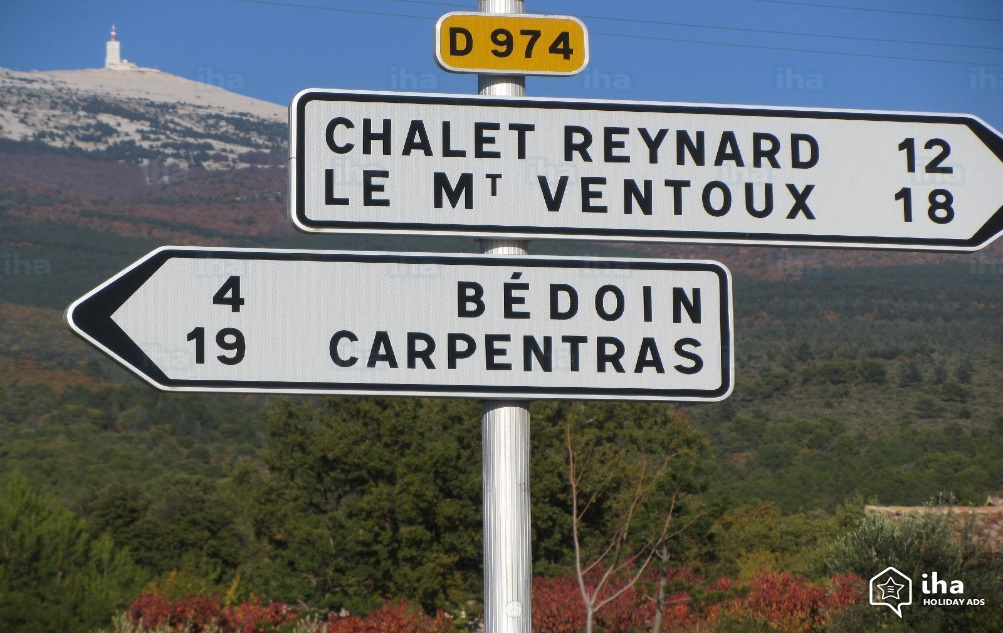 D 974
CHALET REYNARD 12
LE MT VENTOUX 18
4 BÉDOIN
19 CARPENTRAS
iha
HOLIDAY ADS